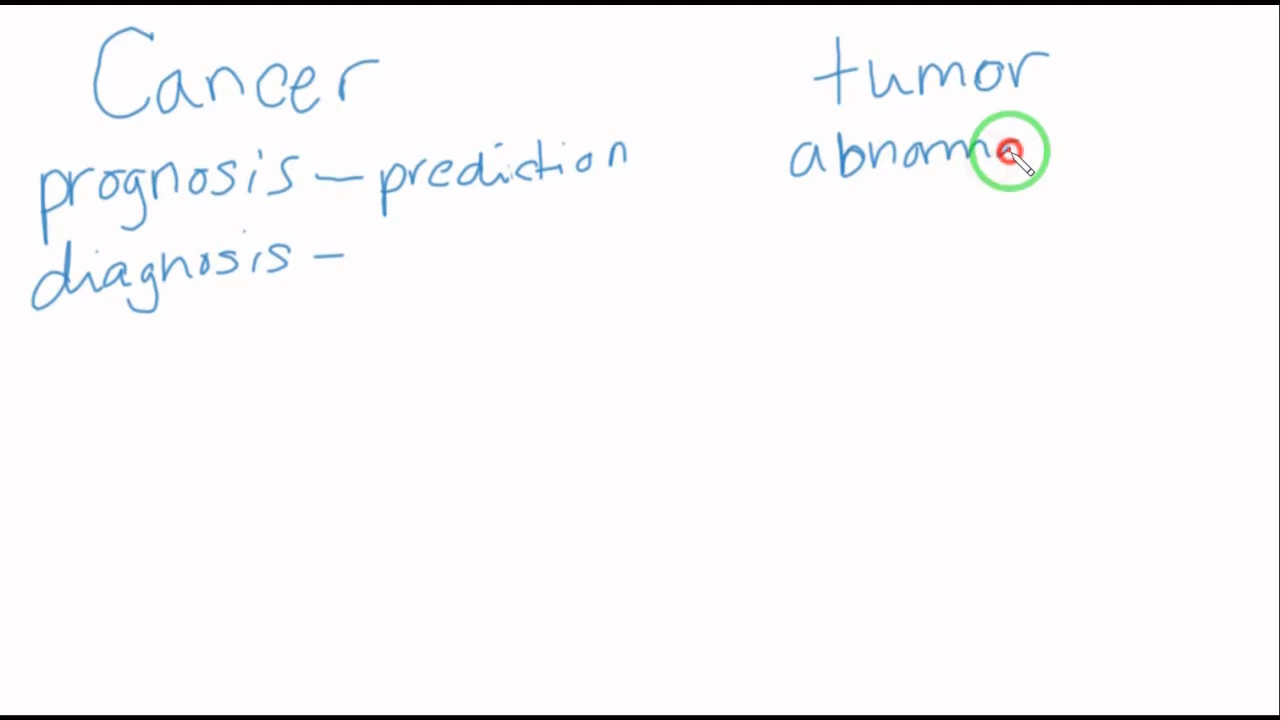 Cancer
tumor
prognosis – prediction
abnorm
diagnosis –